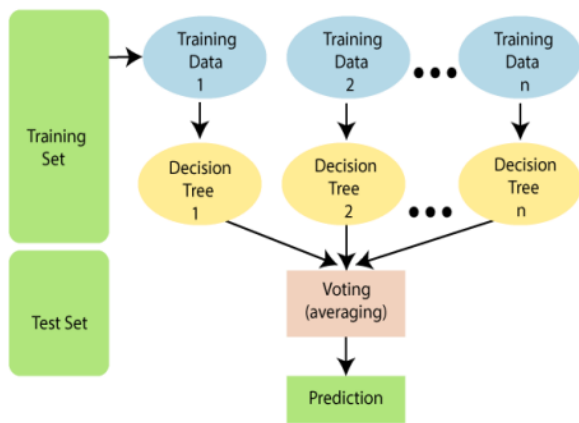 Training
Set
Test Set
Training
Data
1
Training
Data
2
Training
Data
n
Decision
Tree
1
Decision
Tree
2
Decision
Tree
n
Voting
(averaging)
Prediction